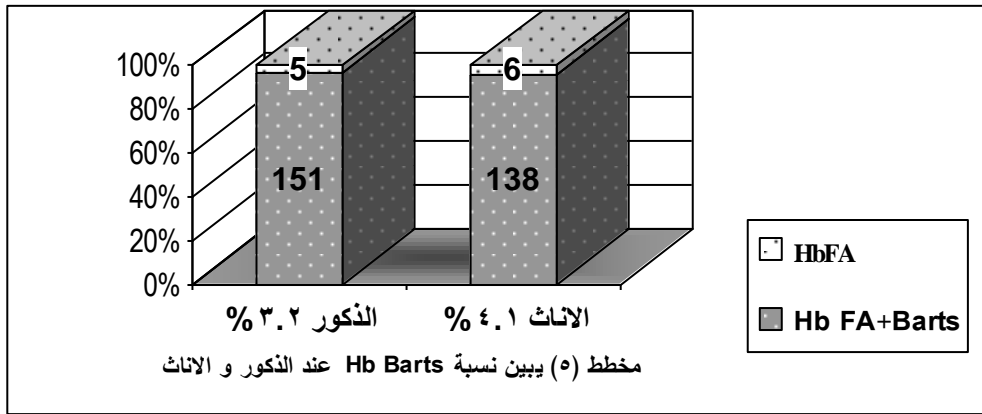 100%
80%
60%
40%
20%
0%
5
6
151
138
الذكور ٣.٢ %
الاناث ٤.١ %
HbFA
Hb FA+Barts
مخطط (٥) يبين نسبة Hb Barts عند الذكور و الاناث